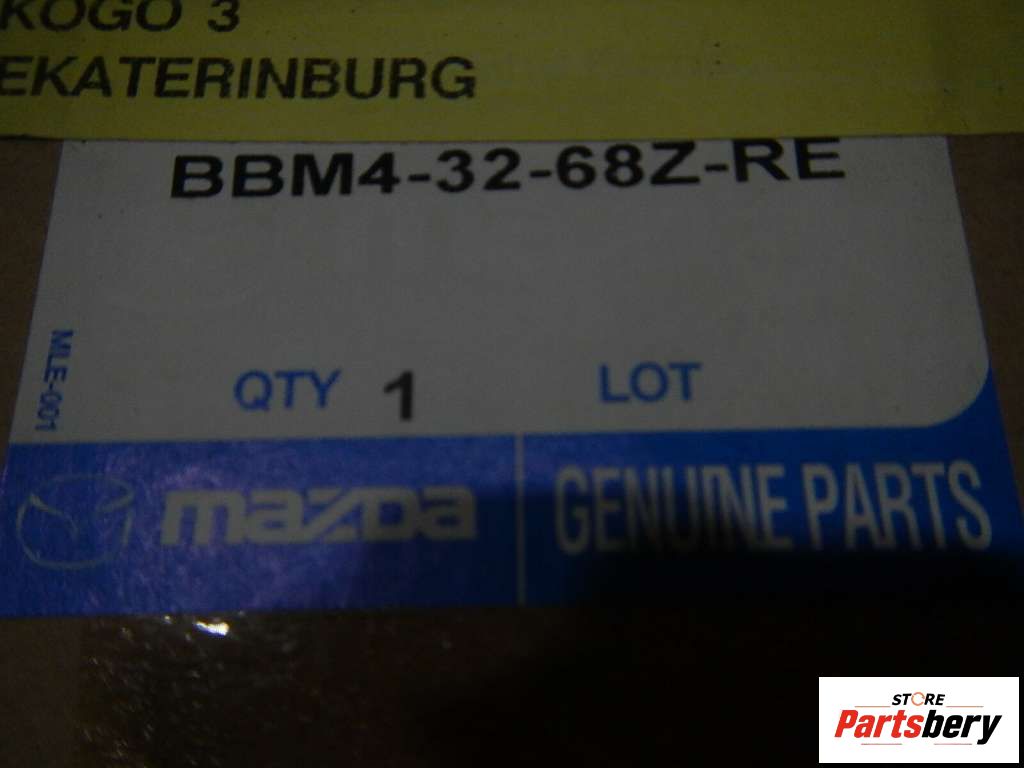 KOGO 3
EKATERINBURG
BBM4-32-68Z-RE
MLE-001
QTY 1 LOT
mazda GENUINE PARTS
STORE
Partsbery